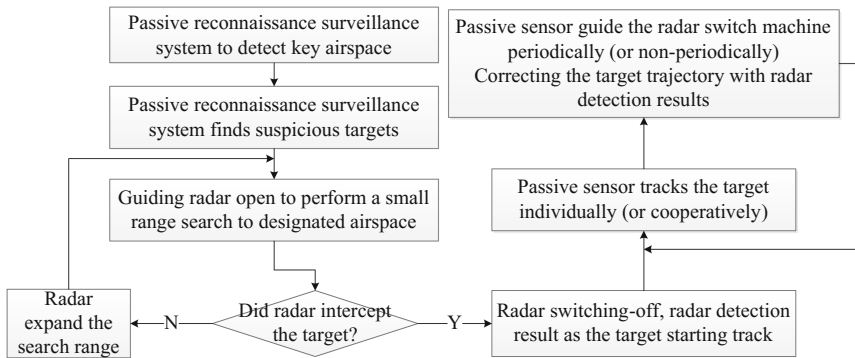 Passive reconnaissance surveillance
system to detect key airspace
Passive reconnaissance surveillance
system finds suspicious targets
Guiding radar open to perform a small
range search to designated airspace
Did radar intercept
the target?
N
Radar
expand the
search range
Y
Radar switching-off, radar detection
result as the target starting track
Passive sensor tracks the target
individually (or cooperatively)
Passive sensor guide the radar switch machine
periodically (or non-periodically)
Correcting the target trajectory with radar
detection results